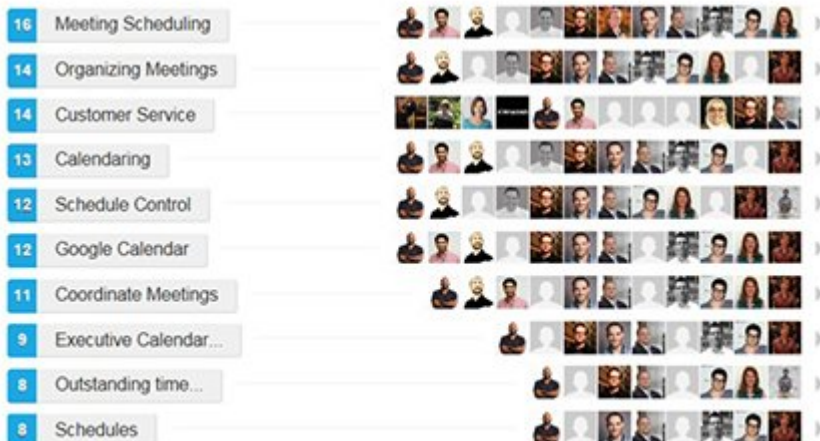 16 Meeting Scheduling
14 Organizing Meetings
14 Customer Service
13 Calendaring
12 Schedule Control
12 Google Calendar
11 Coordinate Meetings
9 Executive Calendar...
8 Outstanding time...
8 Schedules